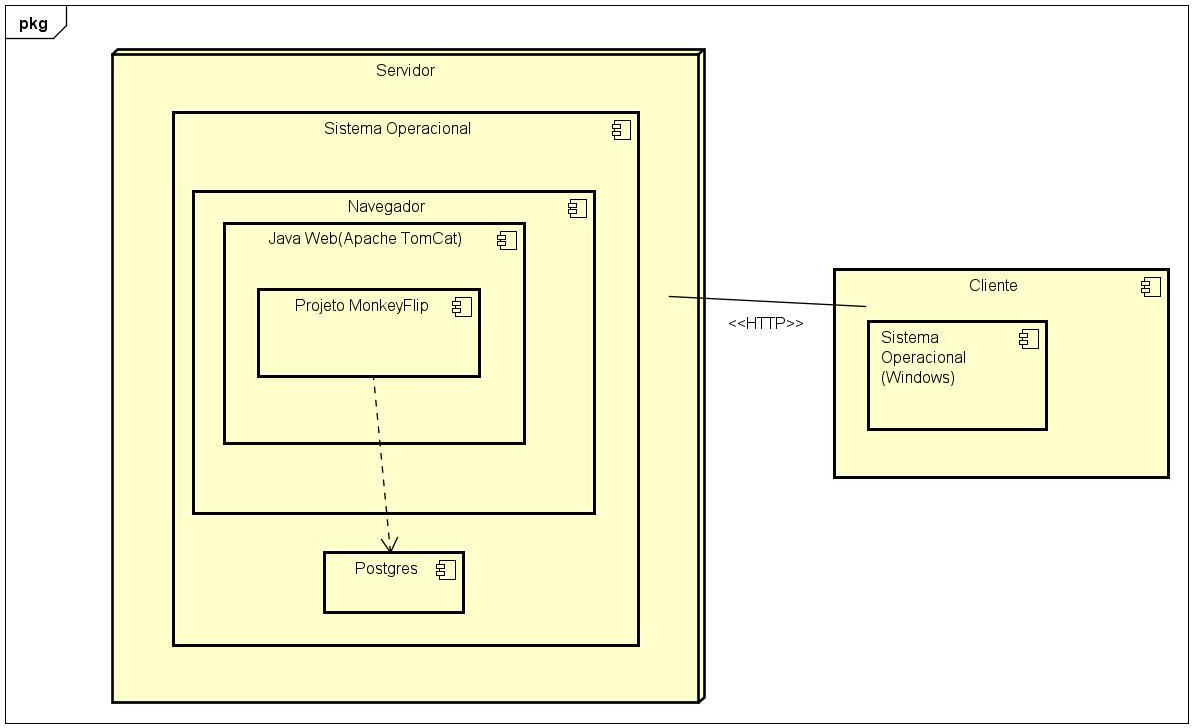 pkg
Servidor
Sistema Operacional
Navegador
Java Web(Apache TomCat)
Projeto MonkeyFlip
Postgres
<<HTTP>>
Cliente
Sistema
Operacional
(Windows)